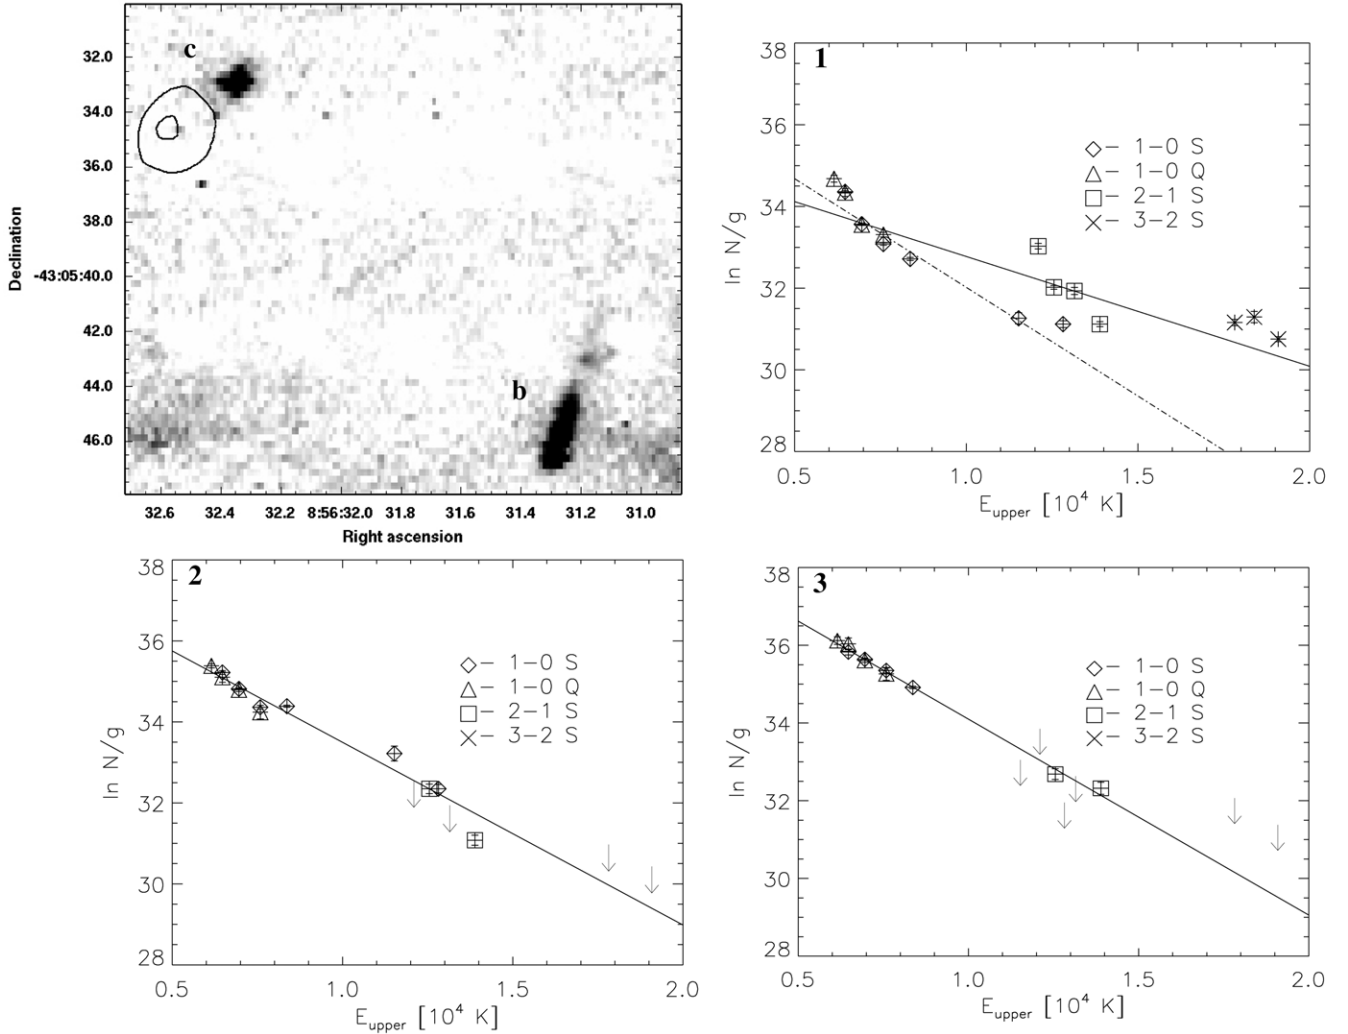 c
32.0
34.0
36.0
38.0
-43:05:40.0
42.0
44.0
46.0
Declination
b
32.6 32.4 32.2 8:56:32.0 31.8 31.6 31.4 31.2 31.0
Right ascension
1
38
36
34
32
30
28
ln N/g
1-0 S
1-0 Q
2-1 S
3-2 S
0.5 1.0 1.5 2.0
E_upper [10^4 K]
2
38
36
34
32
30
28
ln N/g
1-0 S
1-0 Q
2-1 S
3-2 S
0.5 1.0 1.5 2.0
E_upper [10^4 K]
3
38
36
34
32
30
28
ln N/g
1-0 S
1-0 Q
2-1 S
3-2 S
0.5 1.0 1.5 2.0
E_upper [10^4 K]